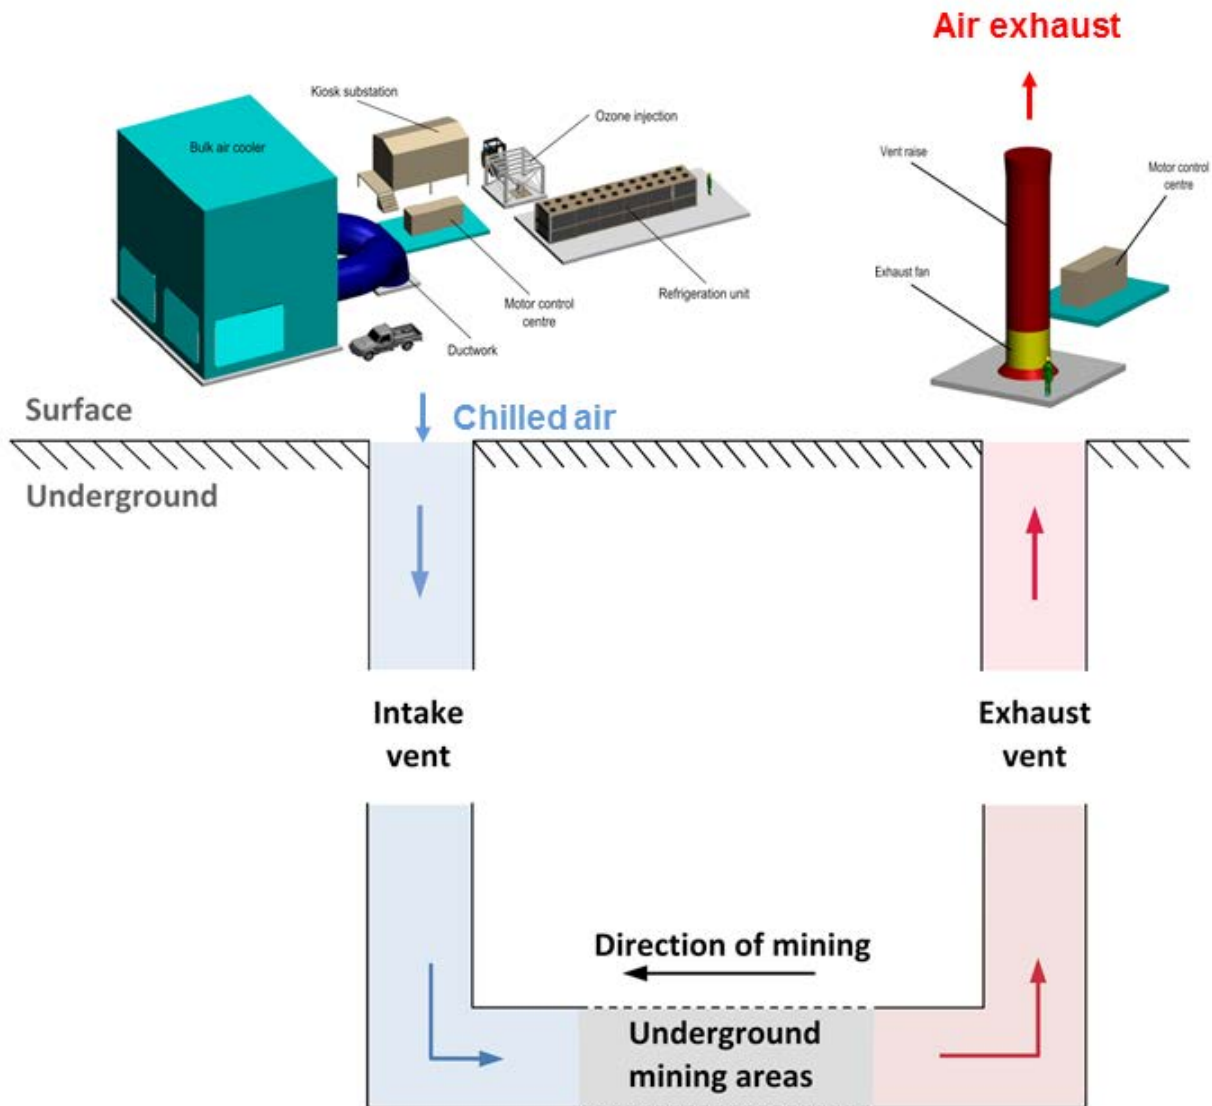 Air exhaust
Kiosk substation
Ozone injection
Bulk air cooler
Vent raise
Motor control
centre
Exhaust fan
Refrigeration unit
Motor control
centre
Ductwork
Surface
Chilled air
Underground
Intake
vent
Exhaust
vent
Direction of mining
Underground
mining areas